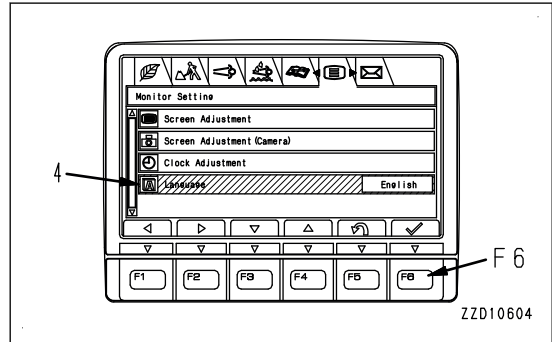 Monitor Setting
Screen Adjustment
Screen Adjustment (Camera)
Clock Adjustment
4
Language English
F1 F2 F3 F4 F5 F6
F6
ZZD10604